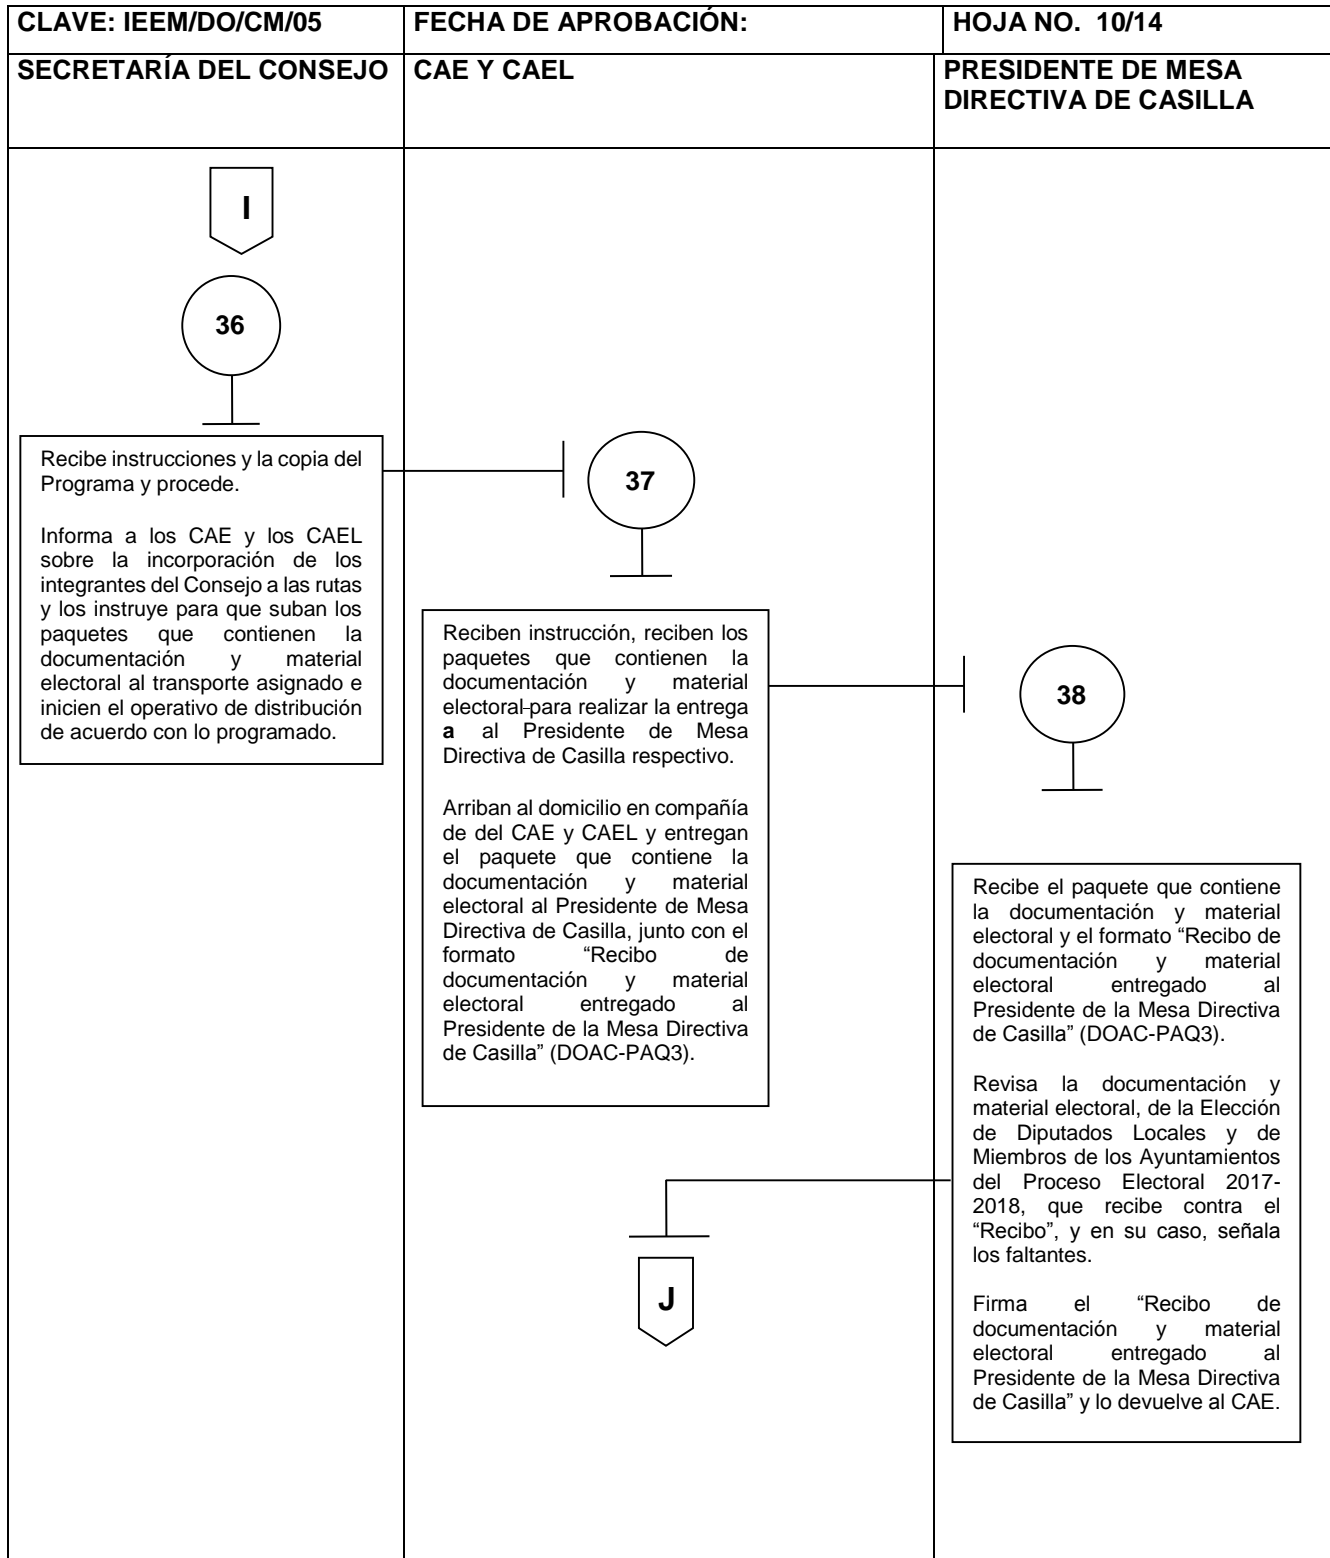 CLAVE: IEEM/DO/CM/05
FECHA DE APROBACIÓN:
HOJA NO. 10/14
SECRETARÍA DEL CONSEJO
CAE Y CAEL
PRESIDENTE DE MESA
DIRECTIVA DE CASILLA
I
36
Recibe instrucciones y la copia del
Programa y procede.
Informa a los CAE y los CAEL
sobre la incorporación de los
integrantes del Consejo a las rutas
y los instruye para que suban los
paquetes que contienen la
documentación y material
electoral al transporte asignado e
inicien el operativo de distribución
de acuerdo con lo programado.
37
Reciben instrucción, reciben los
paquetes que contienen la
documentación y material
electoral-para realizar la entrega
a al Presidente de Mesa
Directiva de Casilla respectivo.
Arriban al domicilio en compañía
de del CAE y CAEL y entregan
el paquete que contiene la
documentación y material
electoral al Presidente de Mesa
Directiva de Casilla, junto con el
formato “Recibo de
documentación y material
electoral entregado al
Presidente de la Mesa Directiva
de Casilla” (DOAC-PAQ3).
J
38
Recibe el paquete que contiene
la documentación y material
electoral y el formato “Recibo de
documentación y material
electoral entregado al
Presidente de la Mesa Directiva
de Casilla” (DOAC-PAQ3).
Revisa la documentación y
material electoral, de la Elección
de Diputados Locales y de
Miembros de los Ayuntamientos
del Proceso Electoral 2017-
2018, que recibe contra el
“Recibo”, y en su caso, señala
los faltantes.
Firma el “Recibo de
documentación y material
electoral entregado al
Presidente de la Mesa Directiva
de Casilla” y lo devuelve al CAE.